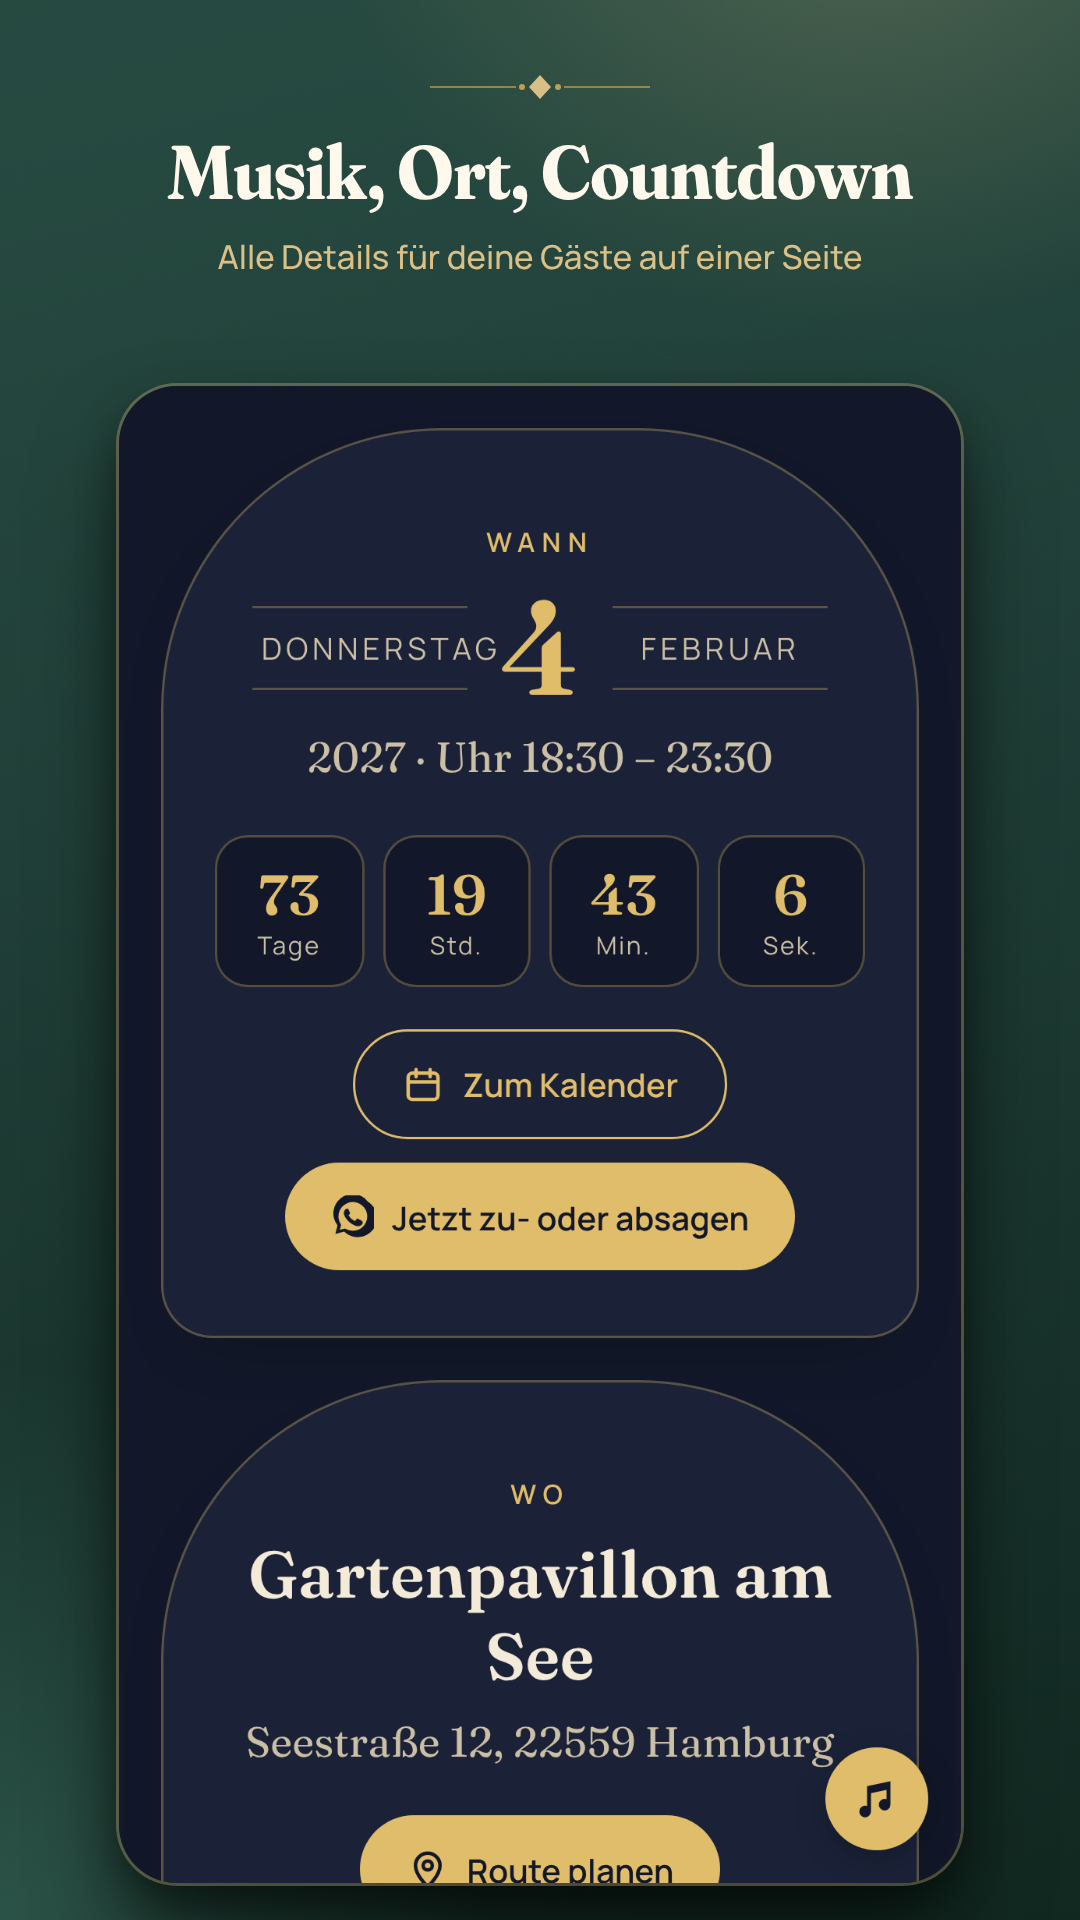 Musik, Ort, Countdown
Alle Details für deine Gäste auf einer Seite
WANN
DONNERSTAG 4 FEBRUAR
2027 · Uhr 18:30 – 23:30
73 19 43 6
Tage Std. Min. Sek.
Zum Kalender
Jetzt zu- oder absagen
WO
Gartenpavillon am
See
Seestraße 12, 22559 Hamburg
Route planen